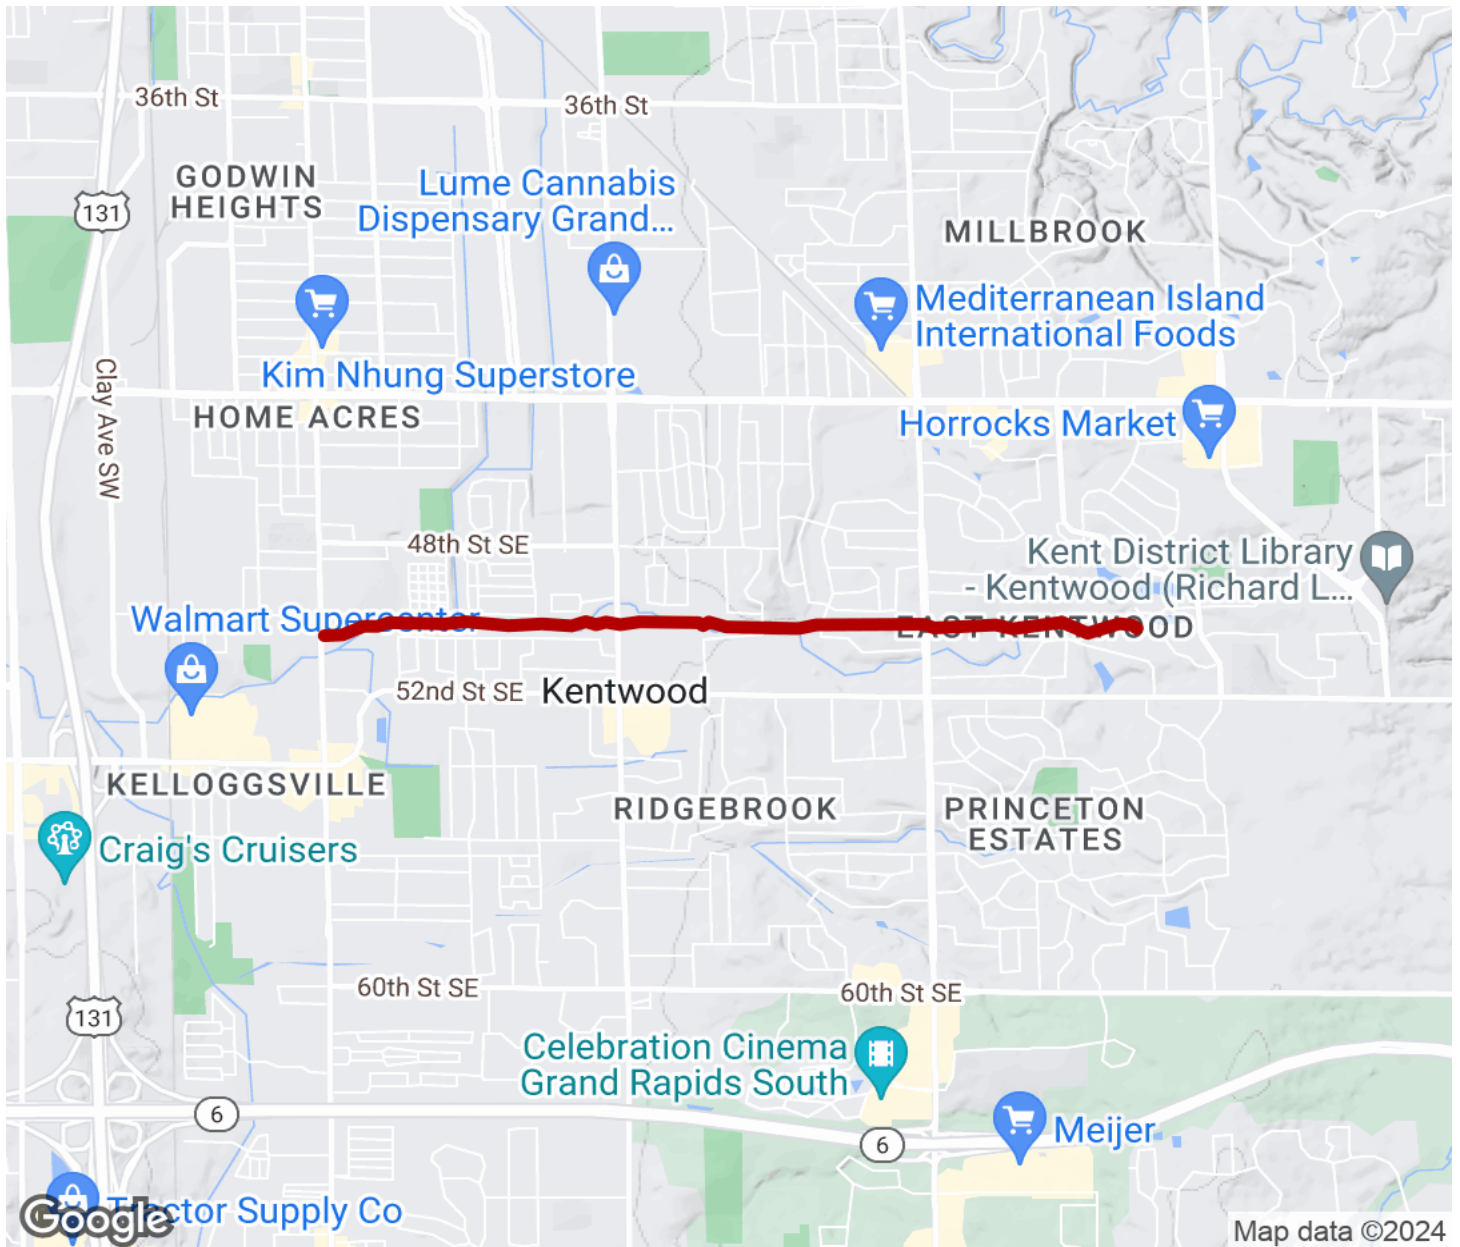 36th St
36th St
GODWIN
HEIGHTS
131
Lume Cannabis
Dispensary Grand...
MILLBROOK
Mediterranean Island
International Foods
Kim Nhung Superstore
Clay Ave SW
HOME ACRES
Horrocks Market
48th St SE
Kent District Library
- Kentwood (Richard L...
Walmart Supercenter
EAST KENTWOOD
52nd St SE
Kentwood
KELLOGGSVILLE
RIDGEBROOK
PRINCETON
ESTATES
Craig's Cruisers
60th St SE
60th St SE
131
Celebration Cinema
Grand Rapids South
6
6
Meijer
Tractor Supply Co
Google
Map data ©2024